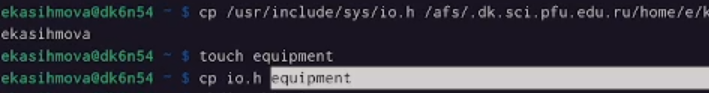 ekasihmova@dk6n54 ~ $ cp /usr/include/sys/io.h /afs/.dk.sci.pfu.edu.ru/home/e/k
ekasihmova
ekasihmova@dk6n54 ~ $ touch equipment
ekasihmova@dk6n54 ~ $ cp io.h equipment